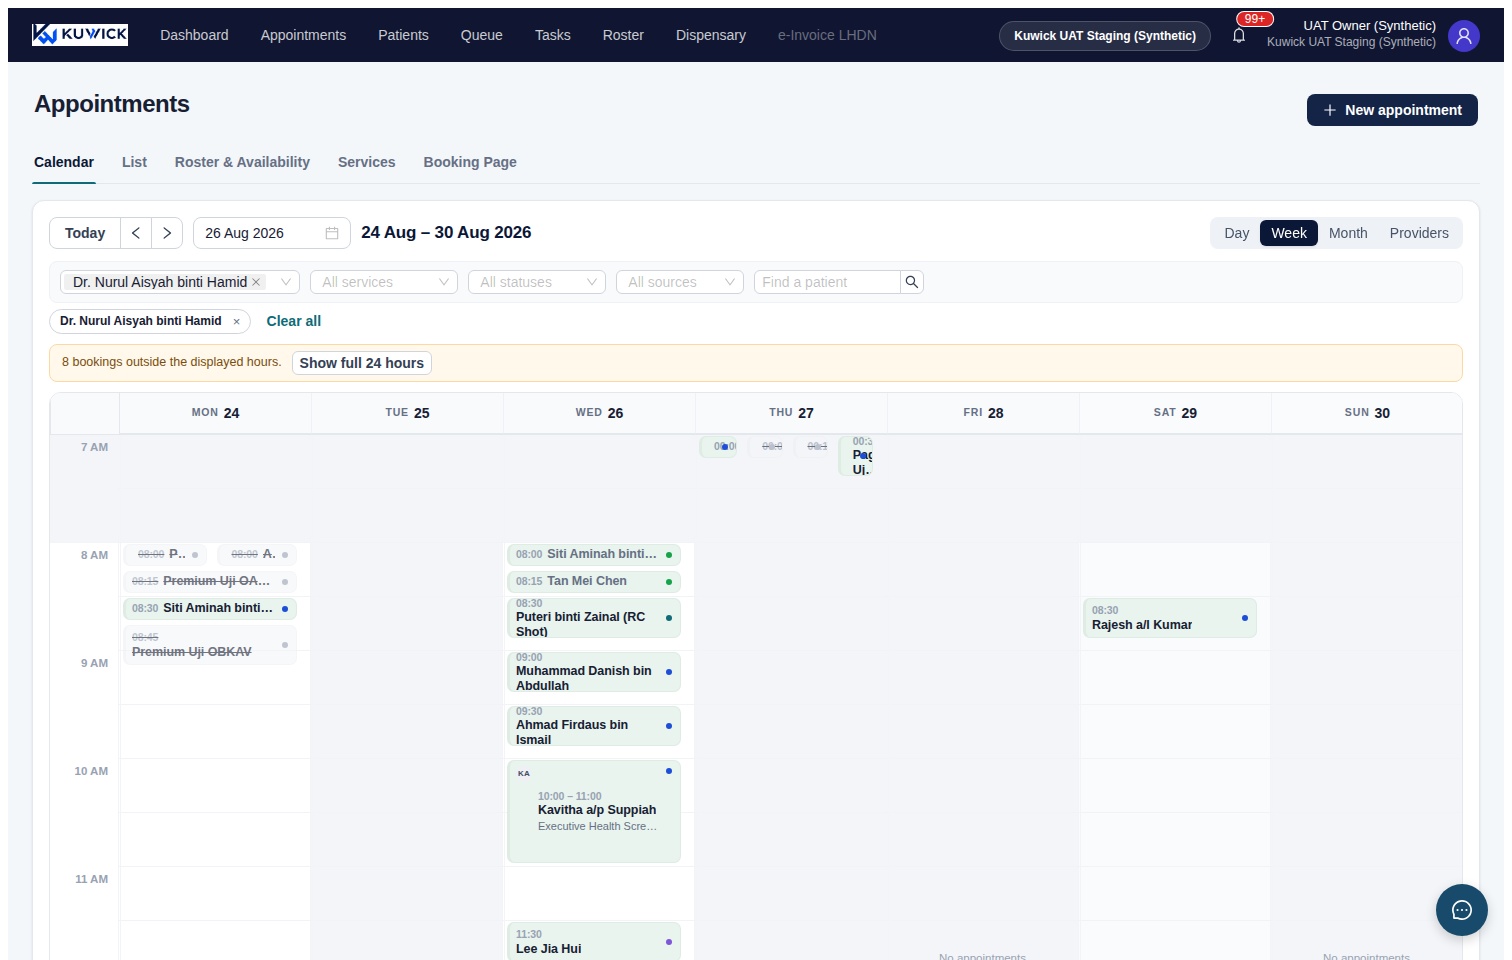 KUWICK
Dashboard Appointments Patients Queue Tasks Roster Dispensary e-Invoice LHDN
Kuwick UAT Staging (Synthetic)
99+
UAT Owner (Synthetic)
Kuwick UAT Staging (Synthetic)
Appointments
New appointment
Calendar List Roster & Availability Services Booking Page
Today 26 Aug 2026 24 Aug – 30 Aug 2026 Day Week Month Providers
Dr. Nurul Aisyah binti Hamid All services All statuses All sources Find a patient
Dr. Nurul Aisyah binti Hamid × Clear all
8 bookings outside the displayed hours. Show full 24 hours
MON 24 TUE 25 WED 26 THU 27 FRI 28 SAT 29 SUN 30
7 AM
8 AM
08:00 P… 08:00 A.
08:15 Premium Uji OA…
08:30 Siti Aminah binti…
08:45
Premium Uji OBKAV
08:00 Siti Aminah binti…
08:15 Tan Mei Chen
08:30
Puteri binti Zainal (RC
Shot)
08:30
Rajesh a/l Kumar
9 AM
09:00
Muhammad Danish bin
Abdullah
09:30
Ahmad Firdaus bin
Ismail
10 AM
KA
10:00 – 11:00
Kavitha a/p Suppiah
Executive Health Scre…
11 AM
11:30
Lee Jia Hui
No appointments No appointments